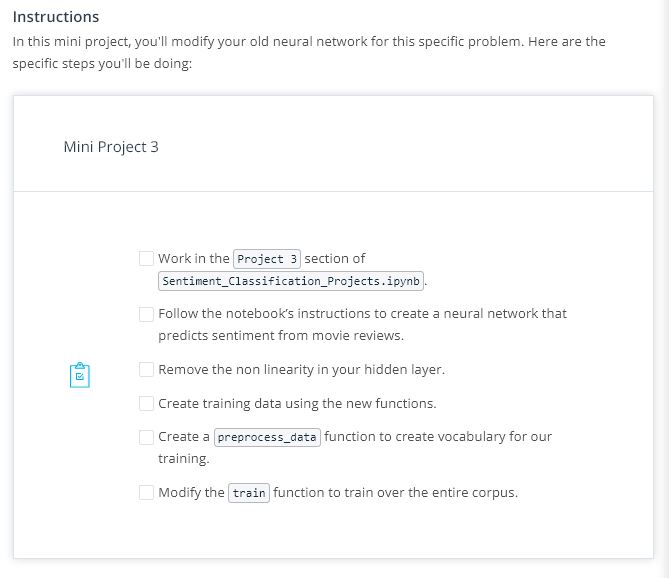 Instructions
In this mini project, you'll modify your old neural network for this specific problem. Here are the
specific steps you'll be doing:
Mini Project 3
Work in the Project 3 section of
Sentiment_Classification_Projects.ipynb.
Follow the notebook’s instructions to create a neural network that
predicts sentiment from movie reviews.
Remove the non linearity in your hidden layer.
Create training data using the new functions.
Create a preprocess_data function to create vocabulary for our
training.
Modify the train function to train over the entire corpus.